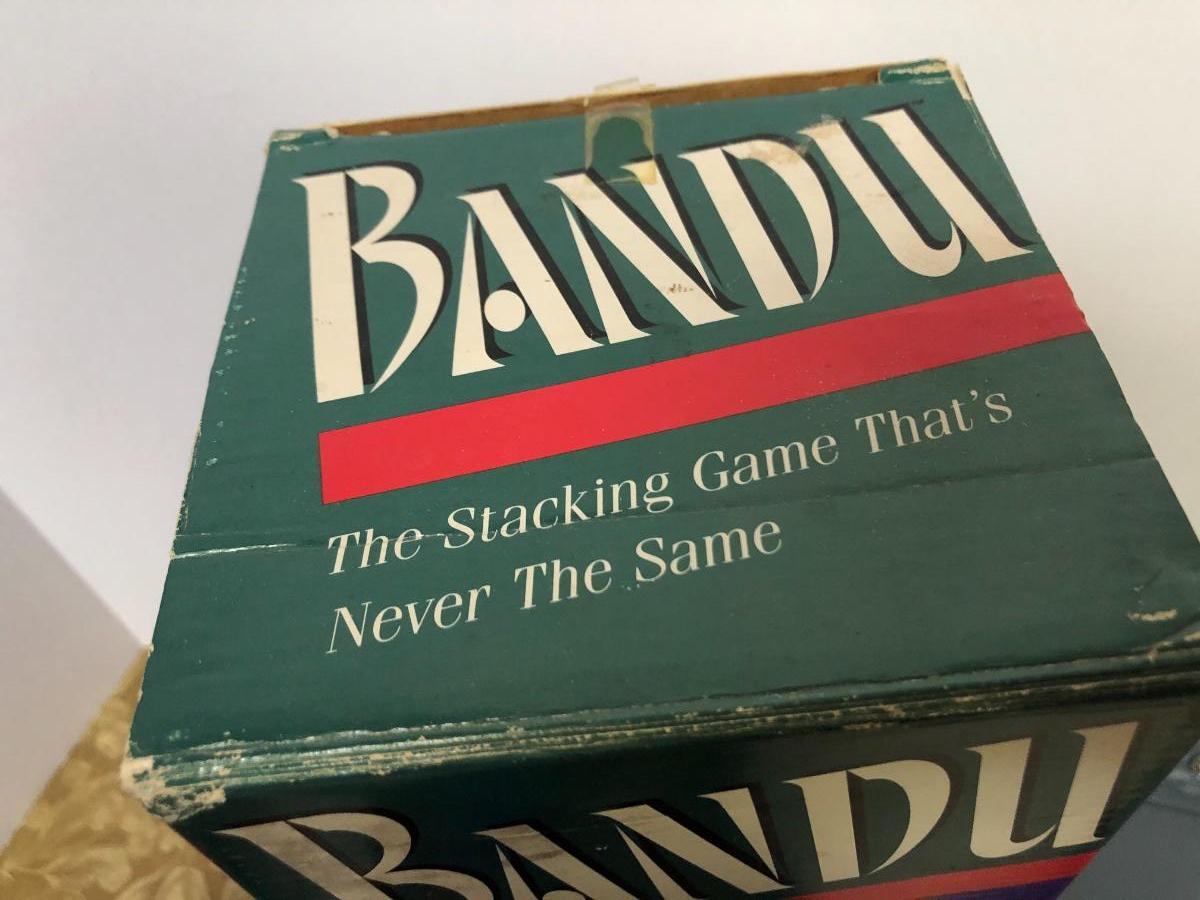 BANDU
The Stacking Game That's
Never The Same
BANDU